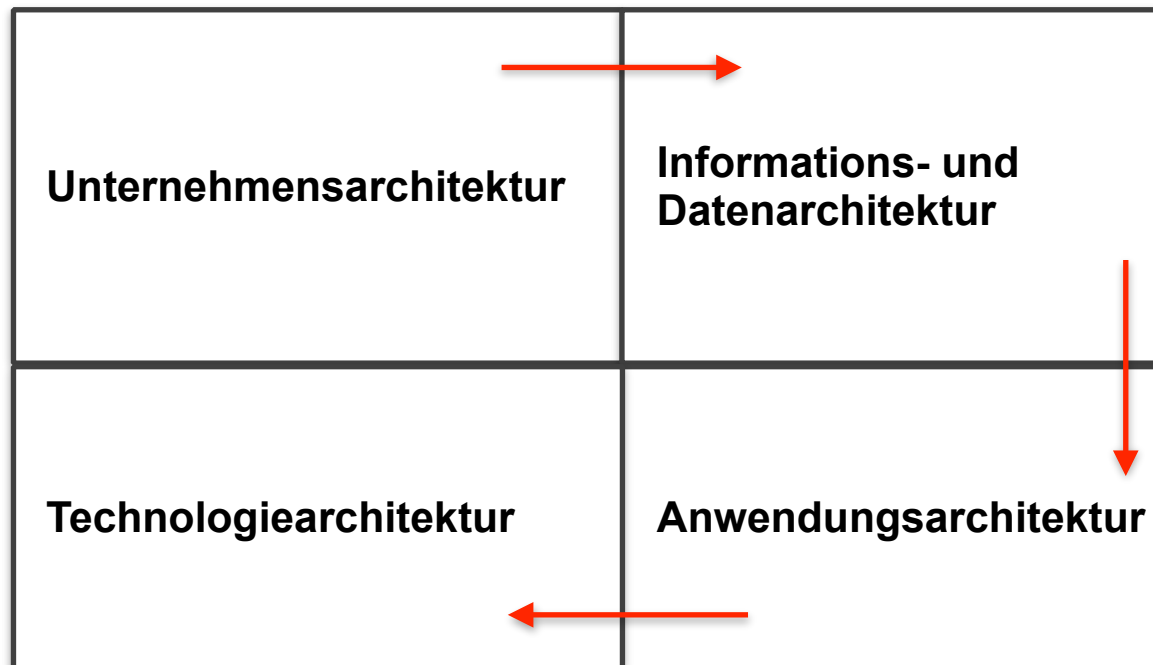 Unternehmensarchitektur
Informations- und
Datenarchitektur
Technologiearchitektur
Anwendungsarchitektur